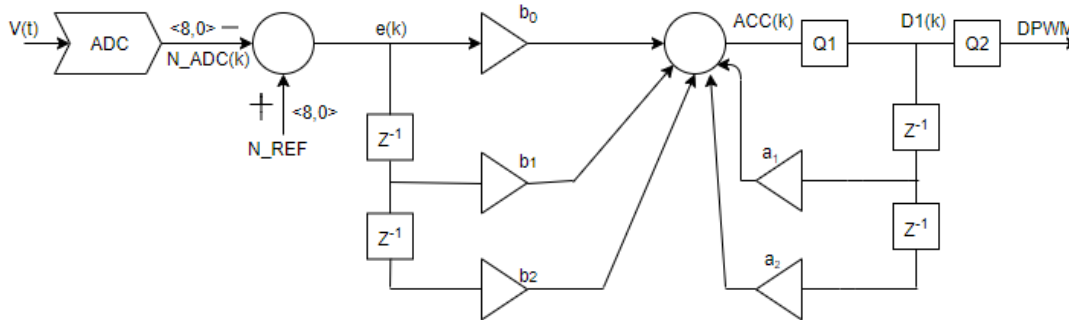 V(t)
ADC
<8,0> −
N_ADC(k)
+
<8,0>
N_REF
e(k)
b0
ACC(k)
Q1
D1(k)
Q2
DPWM
Z-1
b1
a1
Z-1
Z-1
b2
a2
Z-1